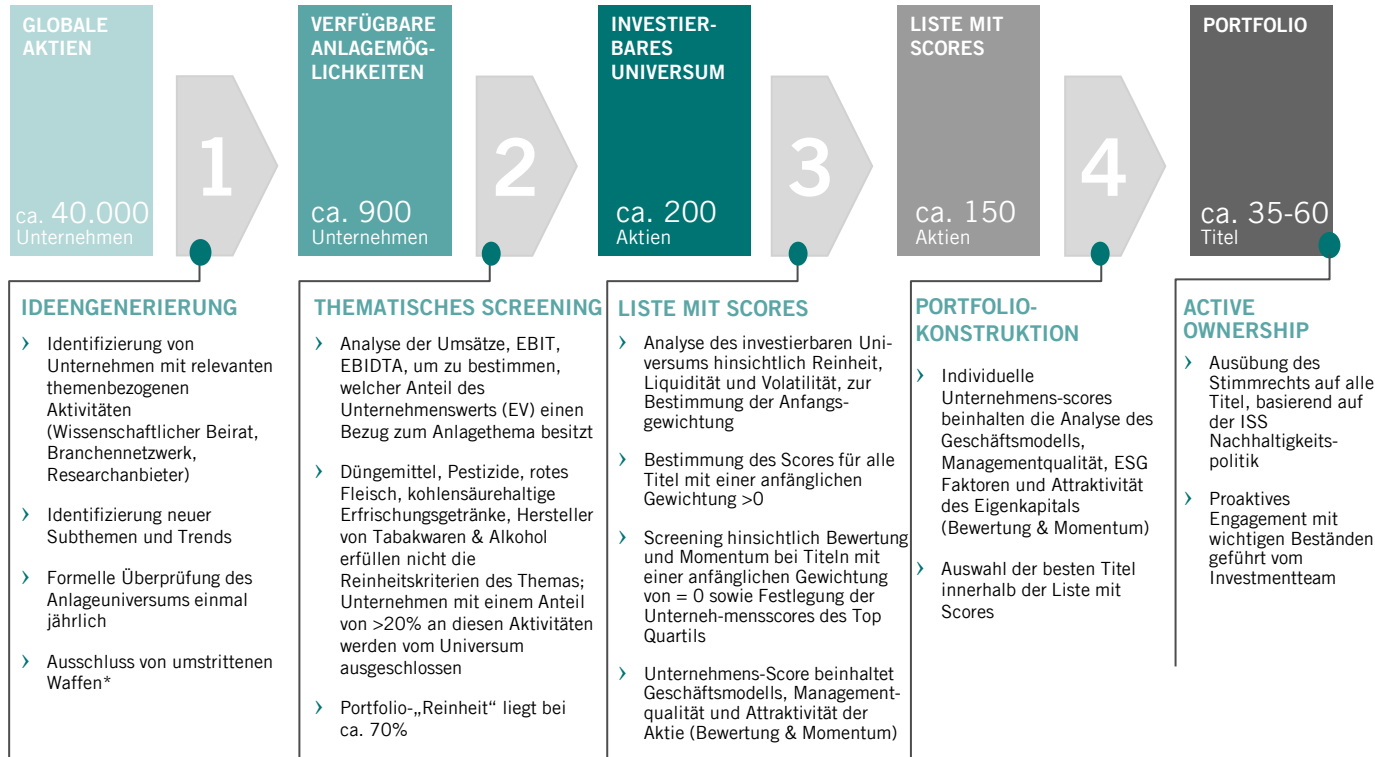 GLOBALE
AKTIEN
ca. 40.000
Unternehmen
1
VERFÜGBARE
ANLAGEMÖG-
LICHKEITEN
ca. 900
Unternehmen
2
INVESTIER-
BARES
UNIVERSUM
ca. 200
Aktien
3
LISTE MIT
SCORES
ca. 150
Aktien
4
PORTFOLIO
ca. 35-60
Titel
IDEENGENERIERUNG
› Identifizierung von
Unternehmen mit relevanten
themenbezogenen
Aktivitäten
(Wissenschaftlicher Beirat,
Branchennetzwerk,
Researchanbieter)
› Identifizierung neuer
Subthemen und Trends
› Formelle Überprüfung des
Anlageuniversums einmal
jährlich
› Ausschluss von umstrittenen
Waffen*
THEMATISCHES SCREENING
› Analyse der Umsätze, EBIT,
EBIDTA, um zu bestimmen,
welcher Anteil des
Unternehmenswerts (EV) einen
Bezug zum Anlagethema besitzt
› Düngemittel, Pestizide, rotes
Fleisch, kohlensäurehaltige
Erfrischungsgetränke, Hersteller
von Tabakwaren & Alkohol
erfüllen nicht die
Reinheitskriterien des Themas;
Unternehmen mit einem Anteil
von >20% an diesen Aktivitäten
werden vom Universum
ausgeschlossen
› Portfolio-„Reinheit" liegt bei
ca. 70%
LISTE MIT SCORES
› Analyse des investierbaren Uni-
versums hinsichtlich Reinheit,
Liquidität und Volatilität, zur
Bestimmung der Anfangs-
gewichtung
› Bestimmung des Scores für alle
Titel mit einer anfänglichen
Gewichtung >0
› Screening hinsichtlich Bewertung
und Momentum bei Titeln mit
einer anfänglichen Gewichtung
von = 0 sowie Festlegung der
Unterneh-mensscores des Top
Quartils
› Unternehmens-Score beinhaltet
Geschäftsmodells, Management-
qualität und Attraktivität der
Aktie (Bewertung & Momentum)
PORTFOLIO-
KONSTRUKTION
› Individuelle
Unternehmens-scores
beinhalten die Analyse des
Geschäftsmodells,
Managementqualität, ESG
Faktoren und Attraktivität
des Eigenkapitals
(Bewertung & Momentum)
› Auswahl der besten Titel
innerhalb der Liste mit
Scores
ACTIVE
OWNERSHIP
› Ausübung des
Stimmrechts auf alle
Titel, basierend auf
der ISS
Nachhaltigkeits-
politik
› Proaktives
Engagement mit
wichtigen Beständen
geführt vom
Investmentteam